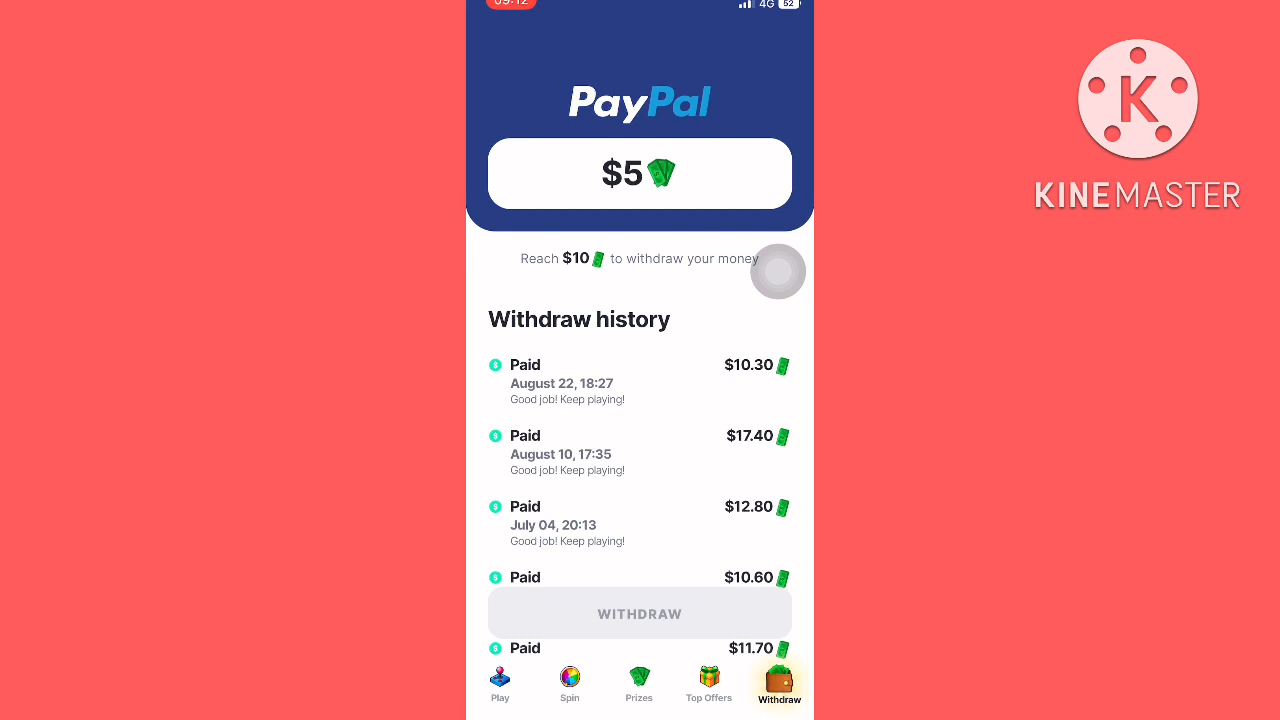 09:12
4G 52
PayPal
$5
Reach $10 to withdraw your money
Withdraw history
Paid $10.30
August 22, 18:27
Good job! Keep playing!
Paid $17.40
August 10, 17:35
Good job! Keep playing!
Paid $12.80
July 04, 20:13
Good job! Keep playing!
Paid $10.60
WITHDRAW
Paid $11.70
Play Spin Prizes Top Offers Withdraw
K
KINEMASTER